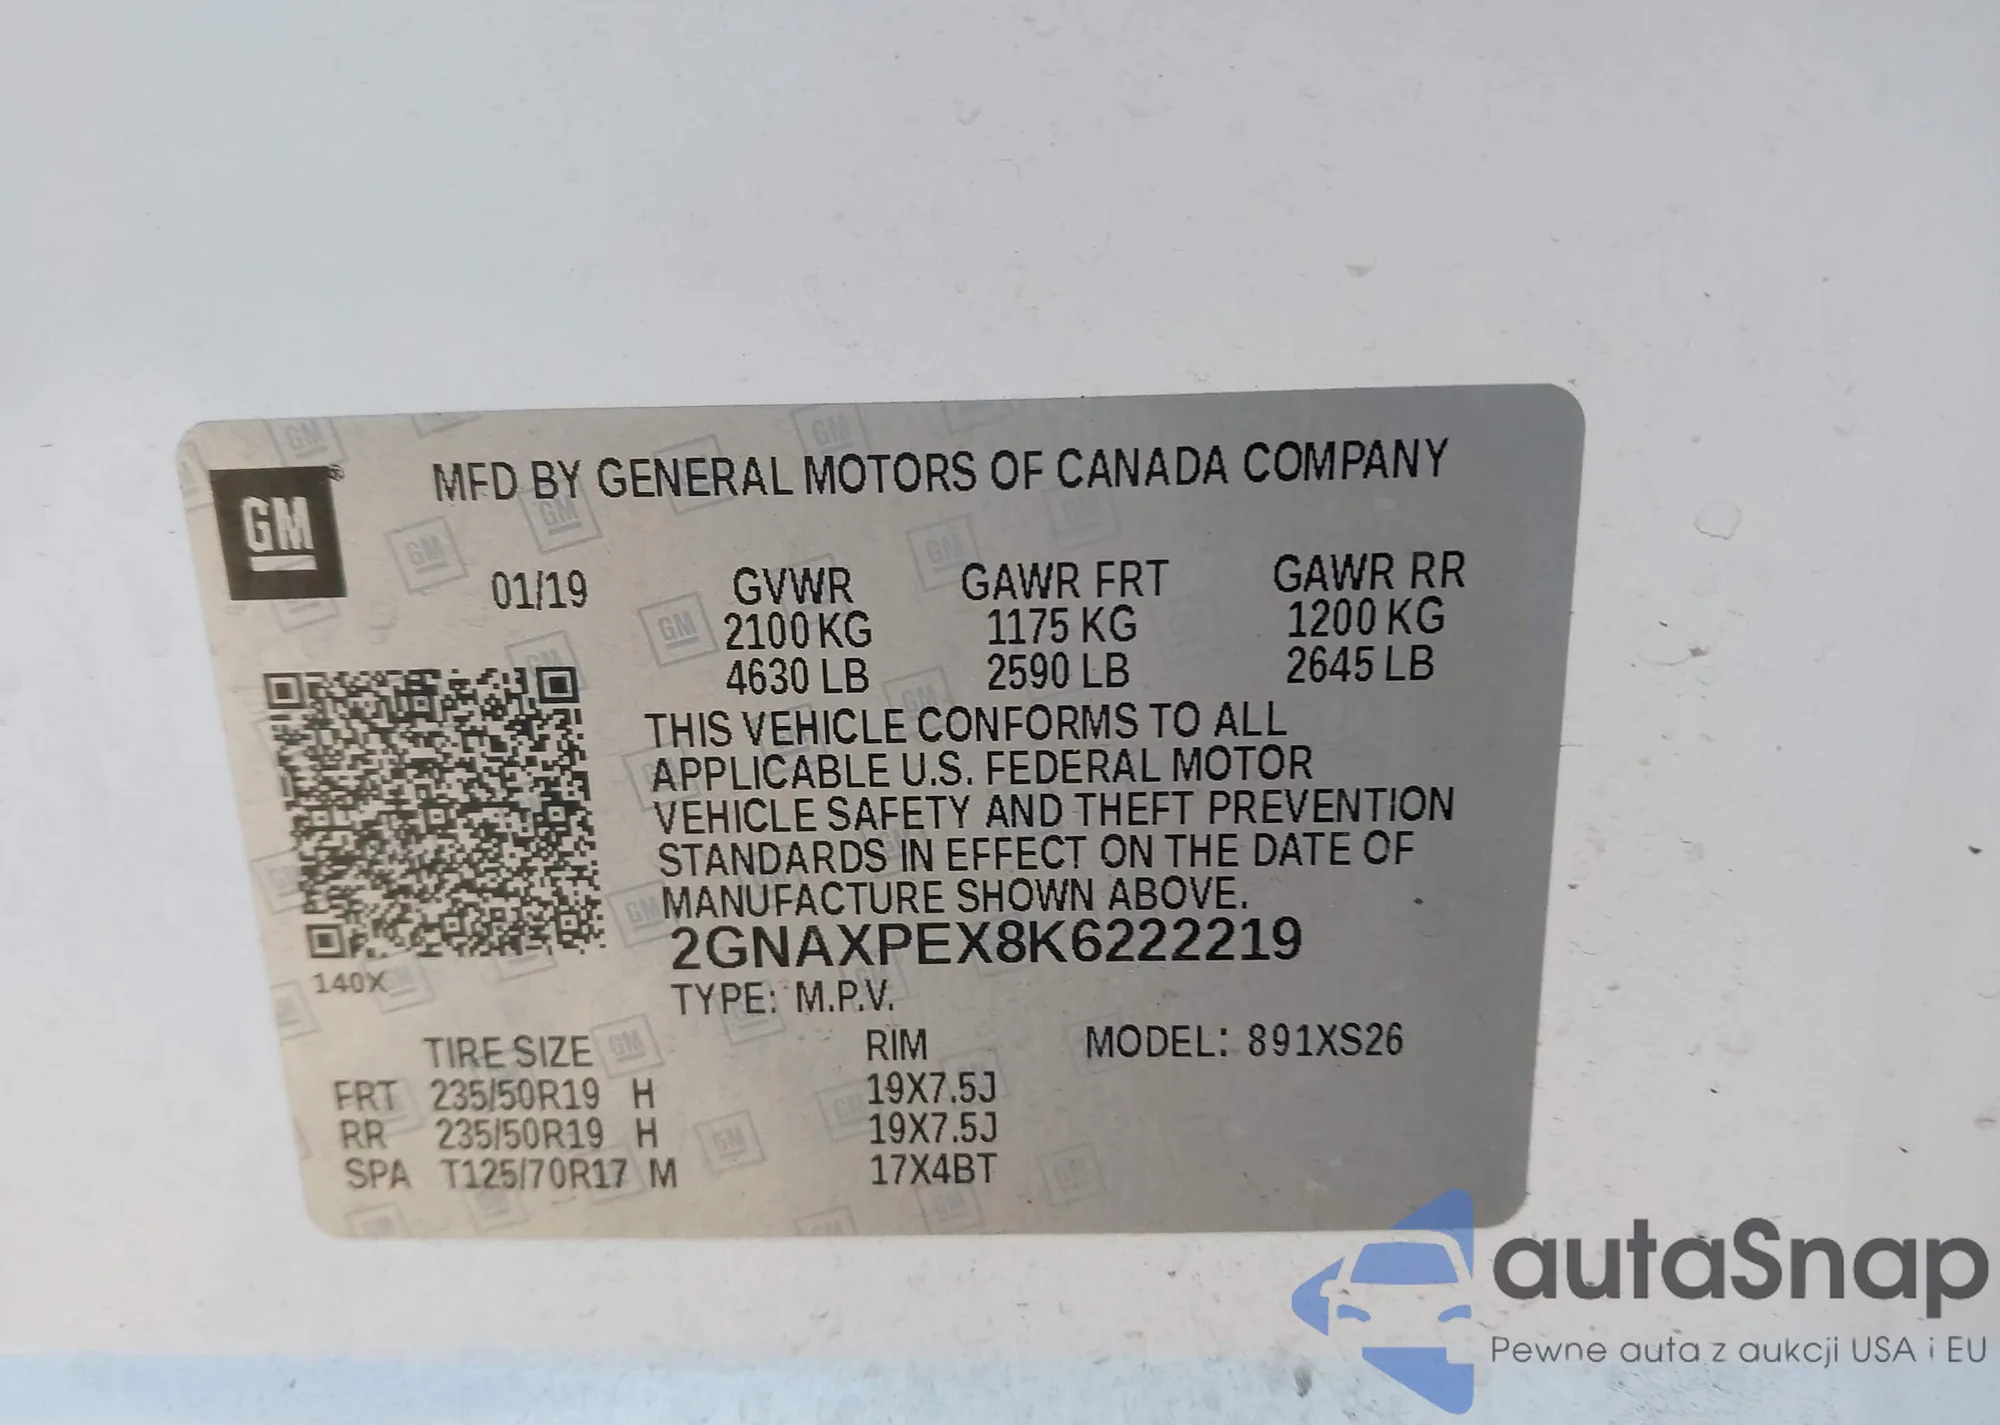 GM®
MFD BY GENERAL MOTORS OF CANADA COMPANY
01/19 GVWR GAWR FRT GAWR RR
2100 KG 1175 KG 1200 KG
4630 LB 2590 LB 2645 LB
THIS VEHICLE CONFORMS TO ALL
APPLICABLE U.S. FEDERAL MOTOR
VEHICLE SAFETY AND THEFT PREVENTION
STANDARDS IN EFFECT ON THE DATE OF
MANUFACTURE SHOWN ABOVE.
2GNAXPEX8K6222219
140X
TYPE: M.P.V.
TIRE SIZE RIM MODEL: 891XS26
FRT 235/50R19 H 19X7.5J
RR 235/50R19 H 19X7.5J
SPA T125/70R17 M 17X4BT
autaSnap
Pewne auta z aukcji USA i EU